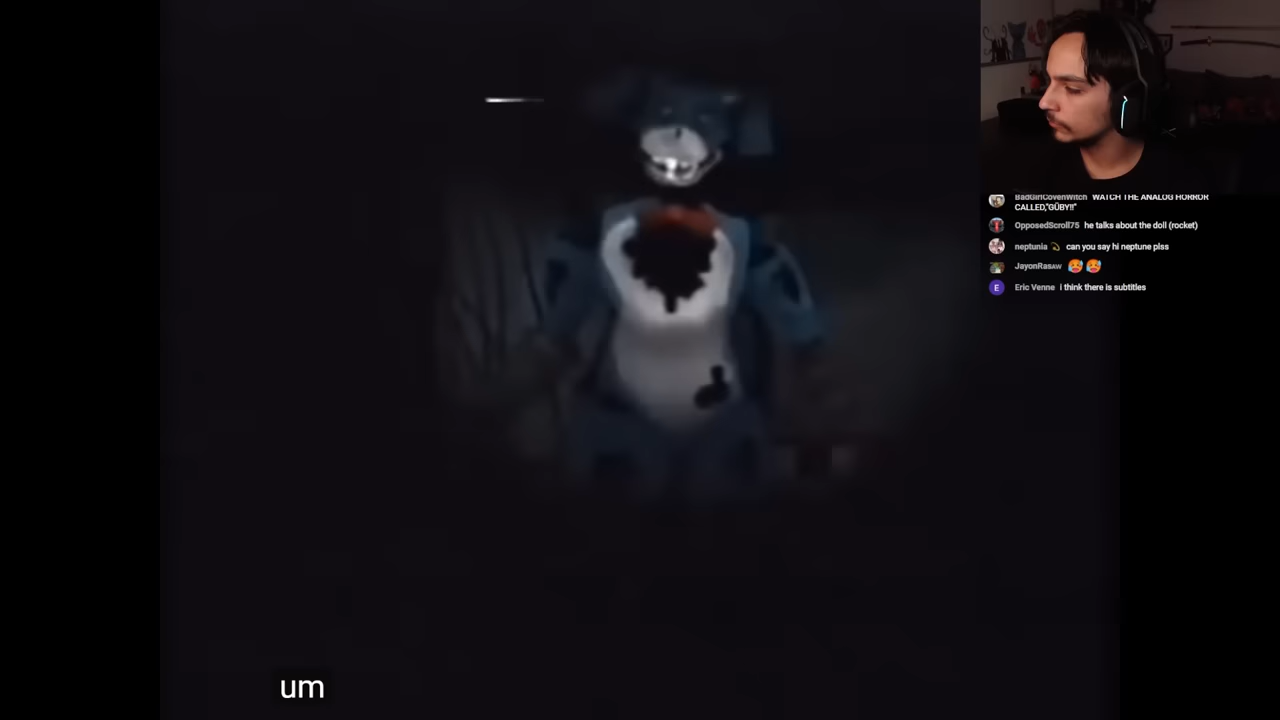 BadGirlCovenWitch WATCH THE ANALOG HORROR
CALLED,"GÜBY!!"
OpposedScroll75 he talks about the doll (rocket)
neptunia can you say hi neptune plss
JayonRasAW
E Eric Venne i think there is subtitles
um